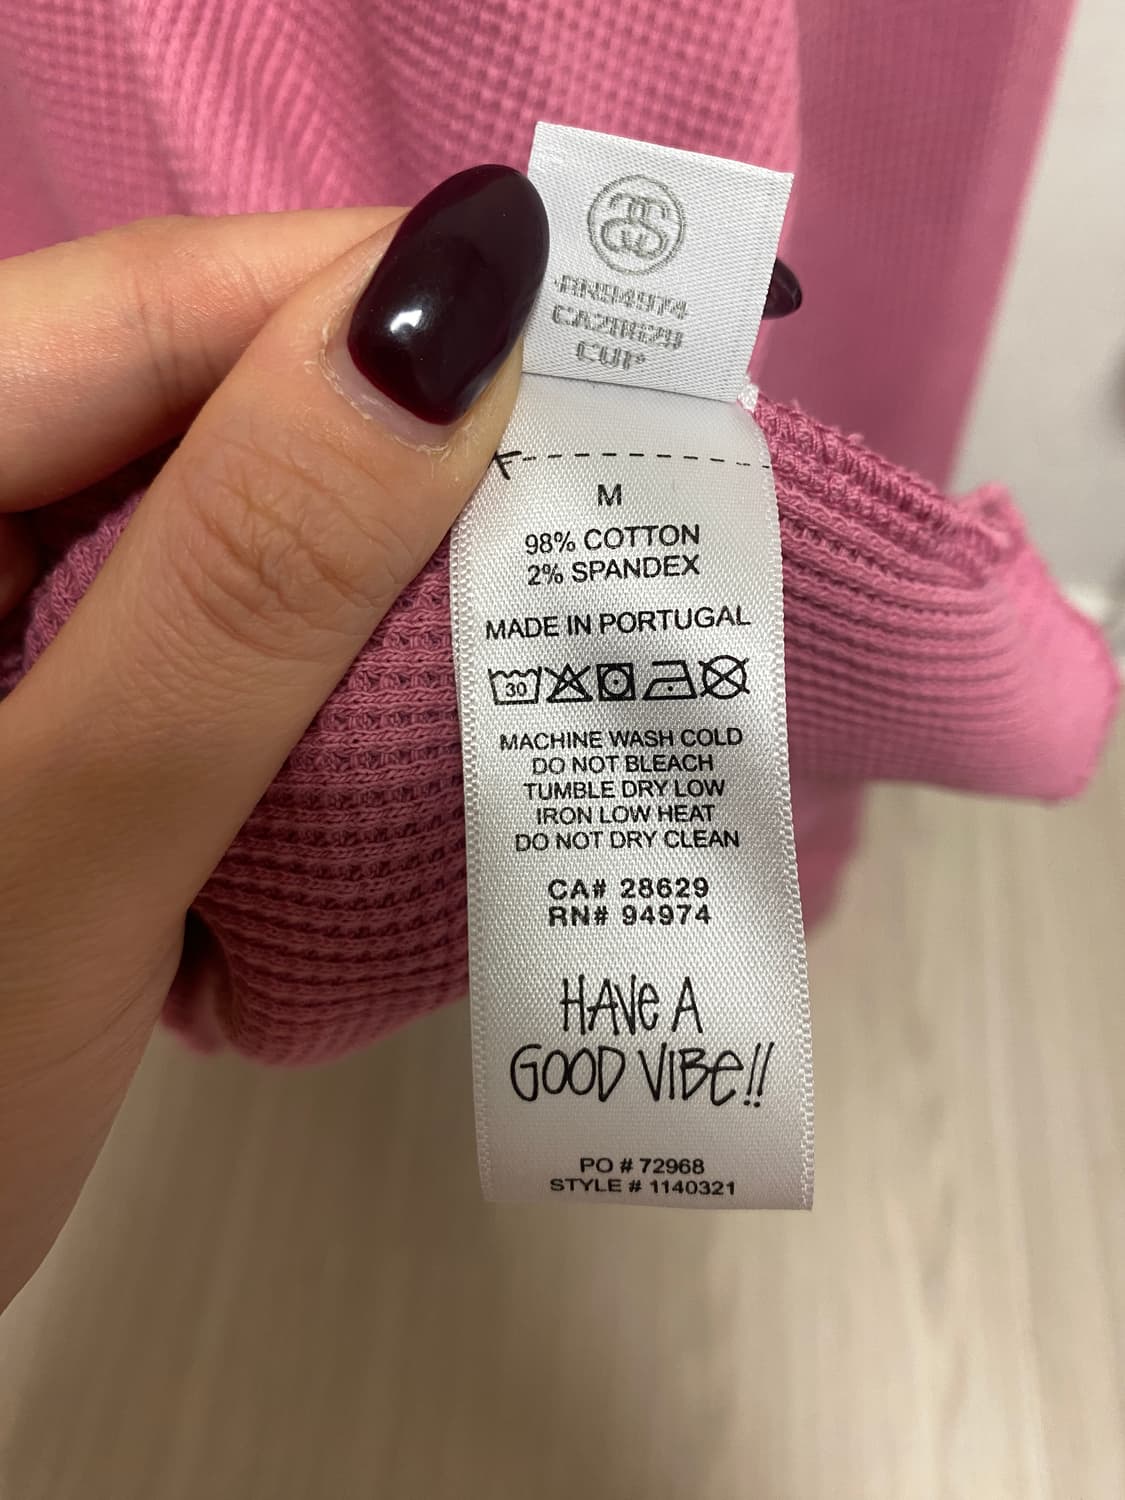 RN94974
CA28629
CUP
M
98% COTTON
2% SPANDEX
MADE IN PORTUGAL
30
MACHINE WASH COLD
DO NOT BLEACH
TUMBLE DRY LOW
IRON LOW HEAT
DO NOT DRY CLEAN
CA# 28629
RN# 94974
HAVe A
GOOD VIBe!!
PO # 72968
STYLE # 1140321